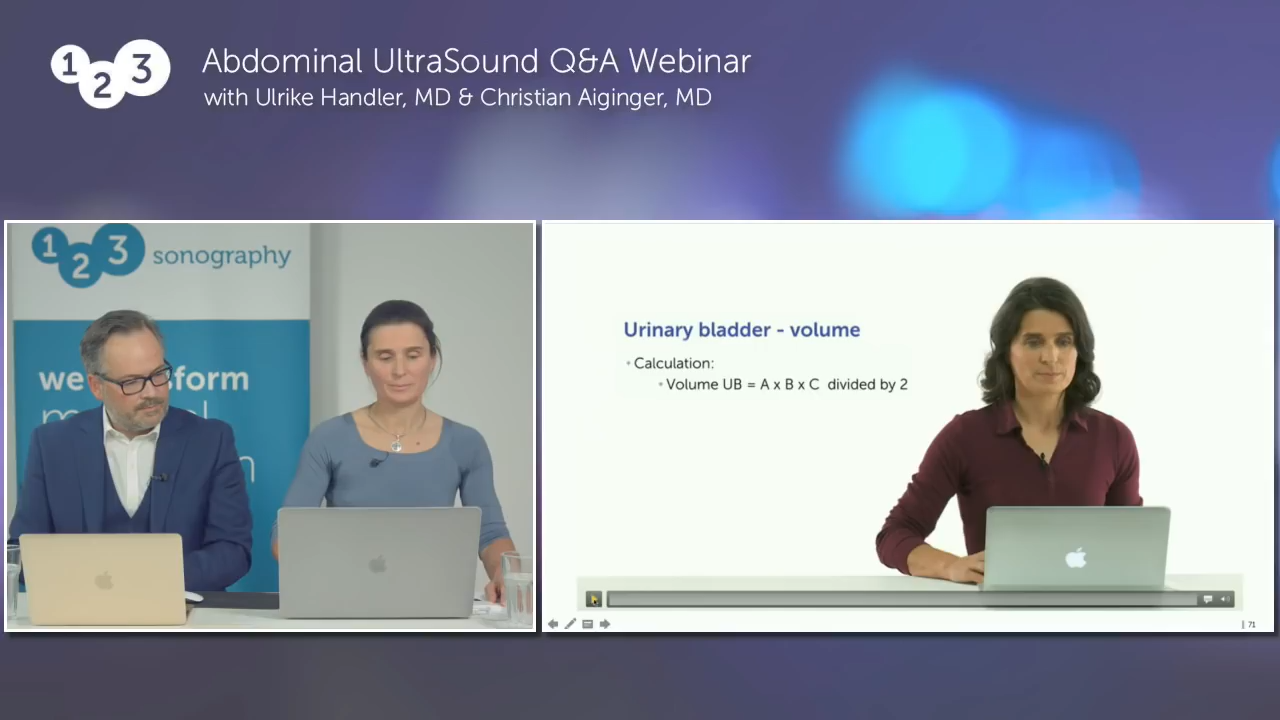 1 2 3
Abdominal UltraSound Q&A Webinar
with Ulrike Handler, MD & Christian Aiginger, MD
1 2 3 sonography
we
form
Urinary bladder - volume
• Calculation:
• Volume UB = A x B x C divided by 2
| 71